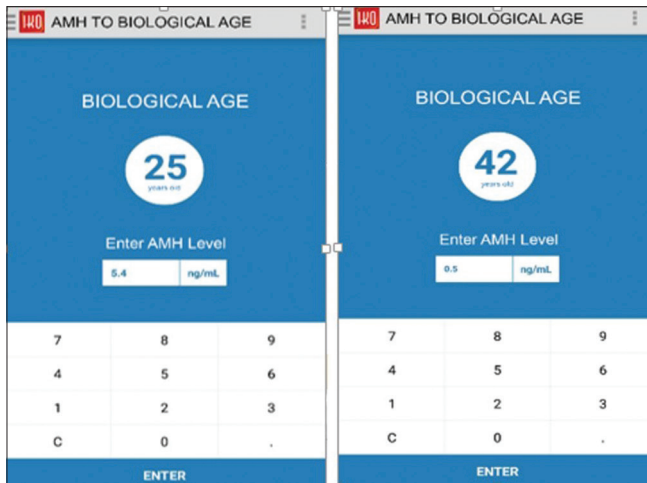 IKO AMH TO BIOLOGICAL AGE
BIOLOGICAL AGE
25
years old
Enter AMH Level
5.4 ng/mL
7 8 9
4 5 6
1 2 3
C 0 .
ENTER
IKO AMH TO BIOLOGICAL AGE
BIOLOGICAL AGE
42
years old
Enter AMH Level
0.5 ng/mL
7 8 9
4 5 6
1 2 3
C 0 .
ENTER